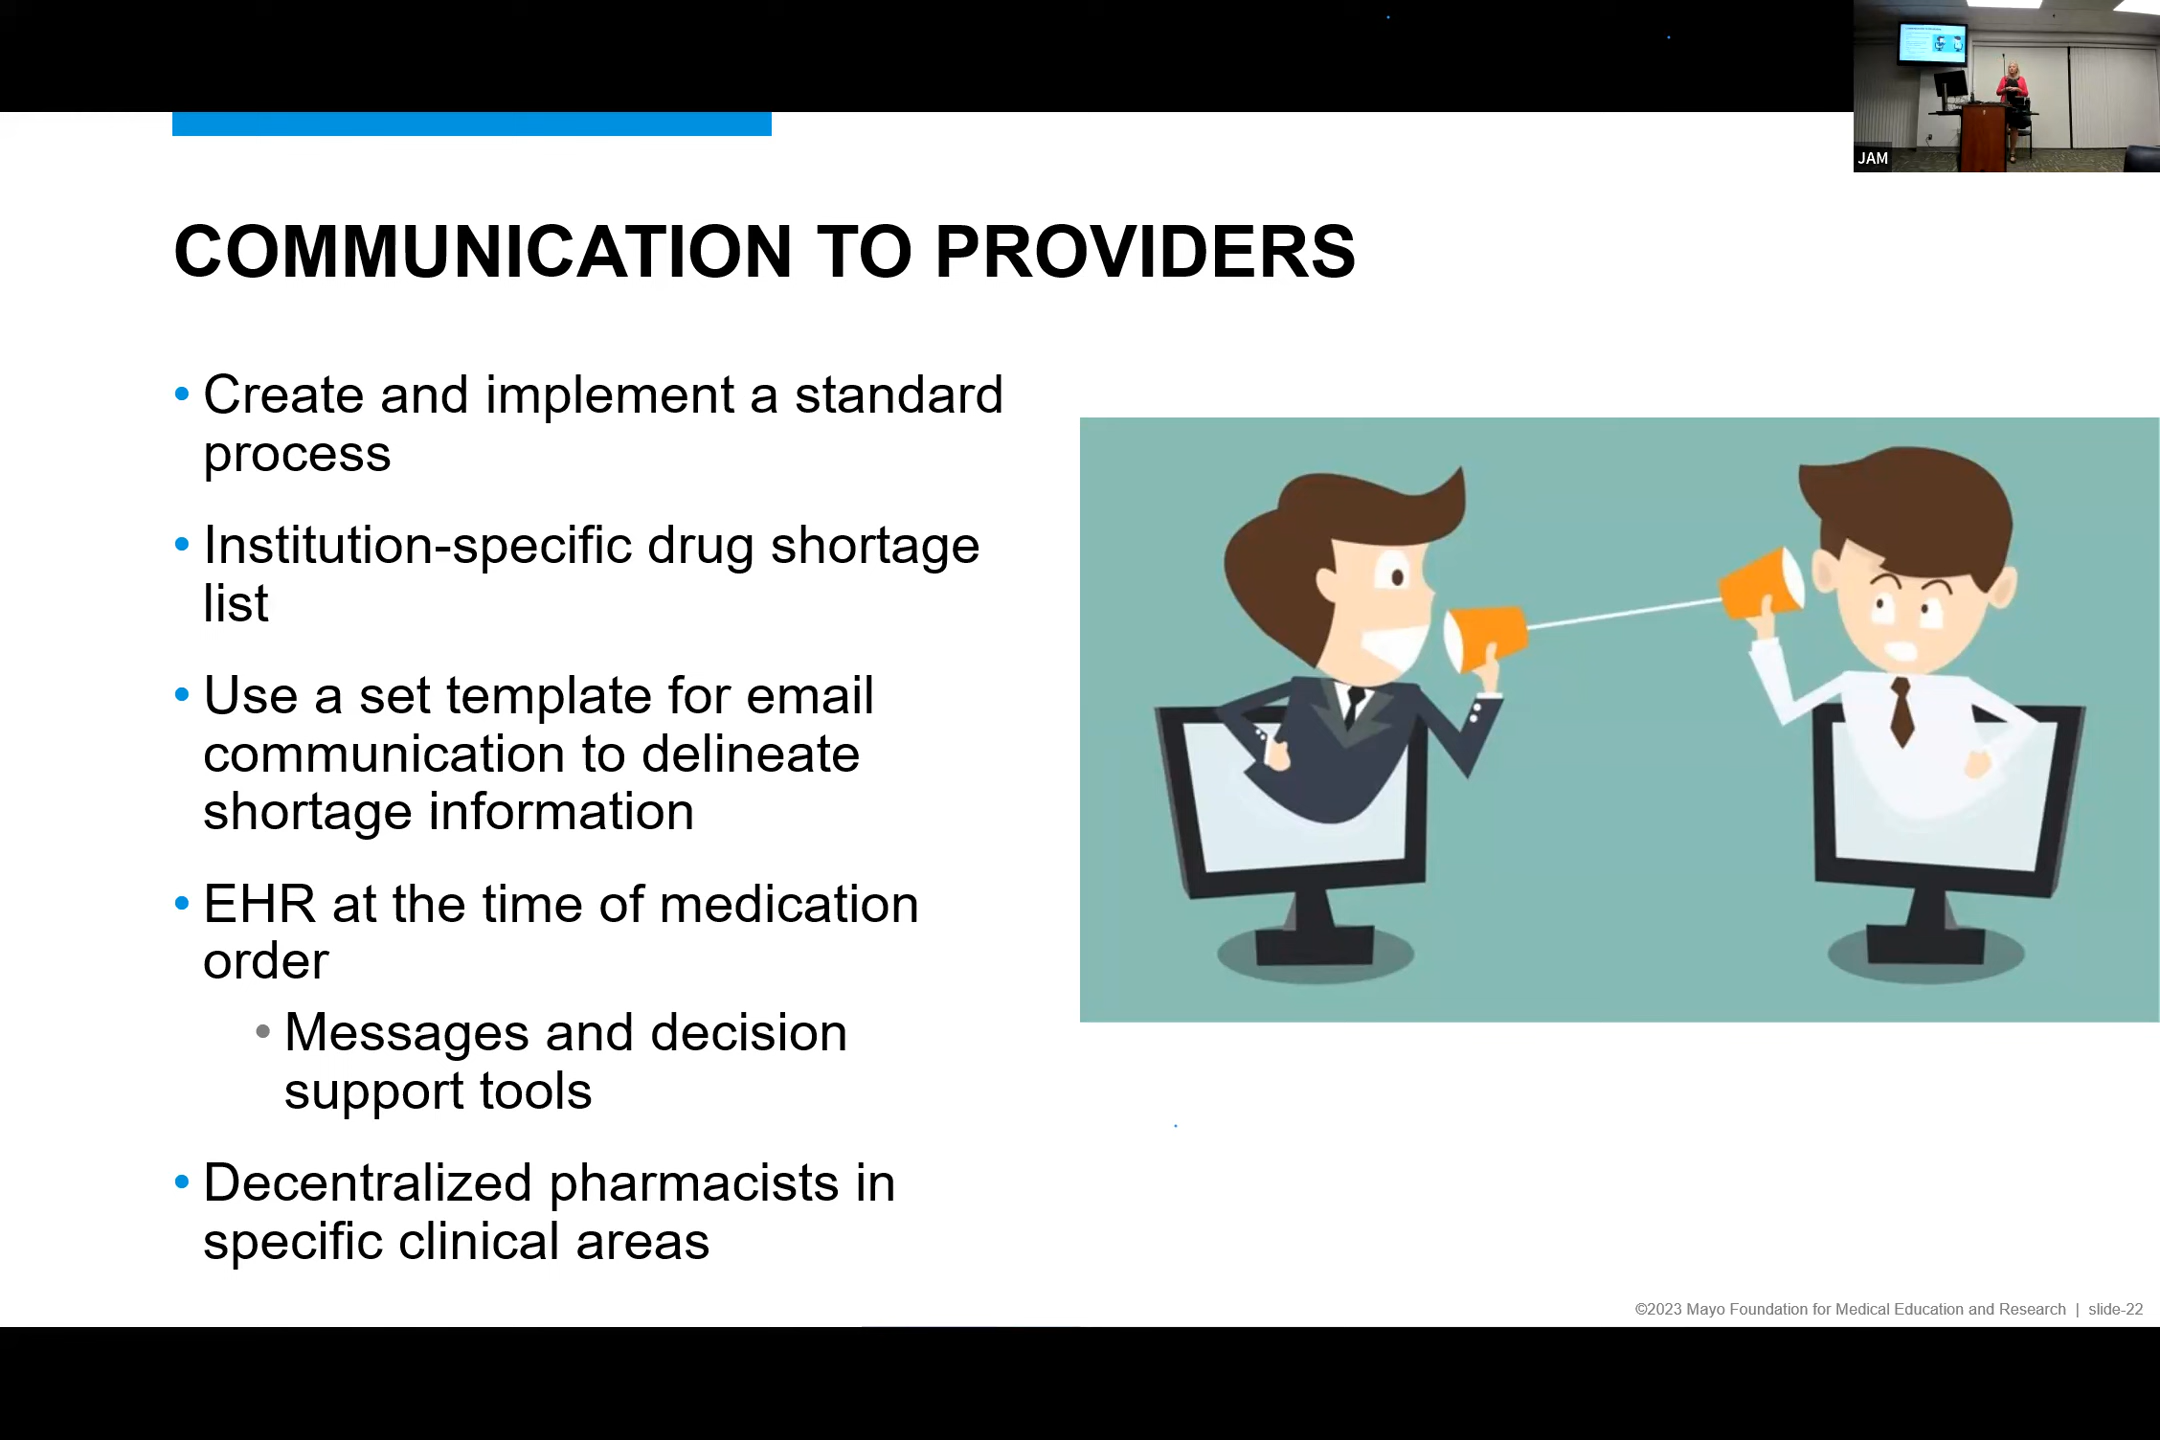 JAM
COMMUNICATION TO PROVIDERS
• Create and implement a standard
process
• Institution-specific drug shortage
list
• Use a set template for email
communication to delineate
shortage information
• EHR at the time of medication
order
• Messages and decision
support tools
• Decentralized pharmacists in
specific clinical areas
©2023 Mayo Foundation for Medical Education and Research | slide-22